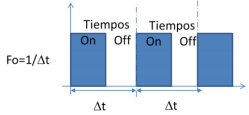 Tiempos Tiempos
On Off On Off
Fo=1/Δt
Δt Δt